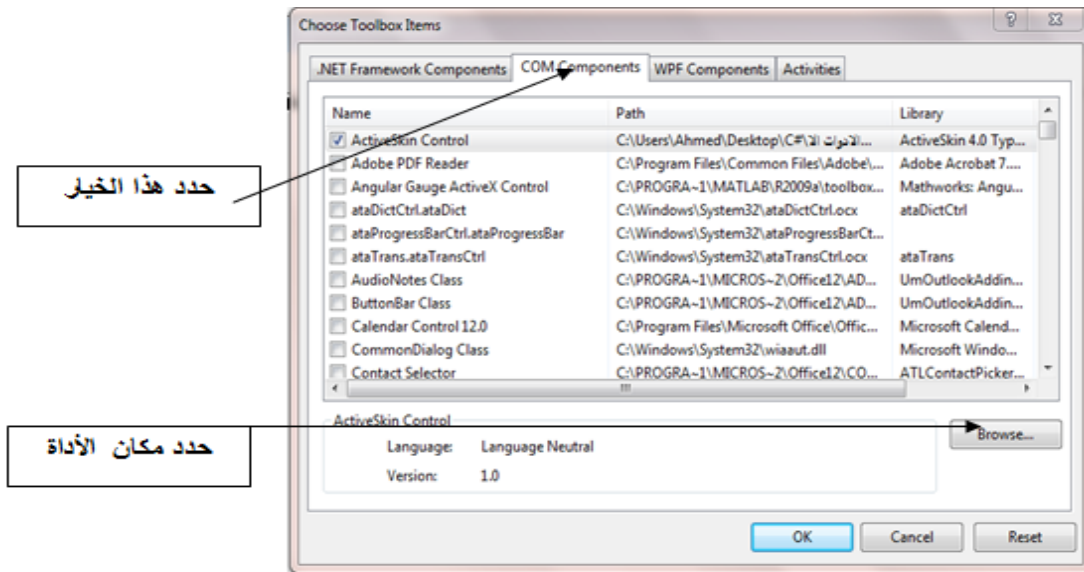 Choose Toolbox Items
.NET Framework Components COM Components WPF Components Activities
Name Path Library
ActiveSkin Control C:\Users\Ahmed\Desktop\C#\الادوات الا... ActiveSkin 4.0 Typ...
Adobe PDF Reader C:\Program Files\Common Files\Adobe\... Adobe Acrobat 7....
Angular Gauge ActiveX Control C:\PROGRA~1\MATLAB\R2009a\toolbox... Mathworks: Angu...
حدد هذا الخيار
ataDictCtrl.ataDict C:\Windows\System32\ataDictCtrl.ocx ataDictCtrl
ataProgressBarCtrl.ataProgressBar C:\Windows\System32\ataProgressBarCt...
ataTrans.ataTransCtrl C:\Windows\System32\ataTransCtrl.ocx ataTrans
AudioNotes Class C:\PROGRA~1\MICROS~2\Office12\AD... UmOutlookAddin...
ButtonBar Class C:\PROGRA~1\MICROS~2\Office12\AD... UmOutlookAddin...
Calendar Control 12.0 C:\Program Files\Microsoft Office\Offic... Microsoft Calend...
CommonDialog Class C:\Windows\System32\wiaaut.dll Microsoft Windo...
Contact Selector C:\PROGRA~1\MICROS~2\Office12\CO... ATLContactPicker...
ActiveSkin Control
Browse...
حدد مكان الأداة
Language: Language Neutral
Version: 1.0
OK Cancel Reset